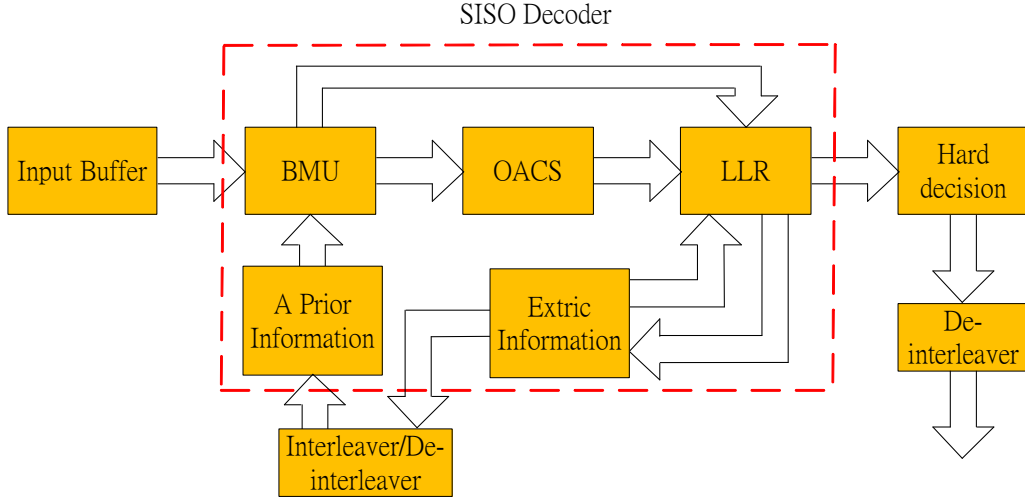 SISO Decoder
Input Buffer
BMU
OACS
LLR
Hard
decision
A Prior
Information
Extric
Information
De-
interleaver
Interleaver/De-
interleaver